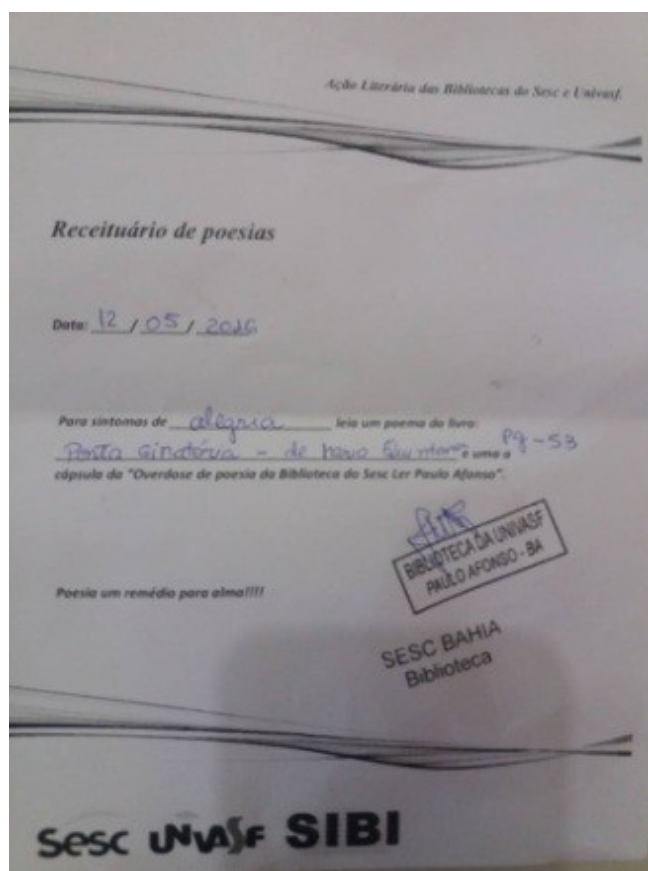 Ação Literária das Bibliotecas do Sesc e Univasf.
Receituário de poesias
Data: 12 / 05 / 2016
Para sintomas de alegria leia um poema do livro:
Porta Giratória - de Mario Quintana e uma a Pg - 53
cápsula da "Overdose de poesia da Biblioteca do Sesc Ler Paulo Afonso".
BIBLIOTECA DA UNIVASF
PAULO AFONSO - BA
Poesia um remédio para alma!!!!
SESC BAHIA
Biblioteca
Sesc UNIVASF SIBI